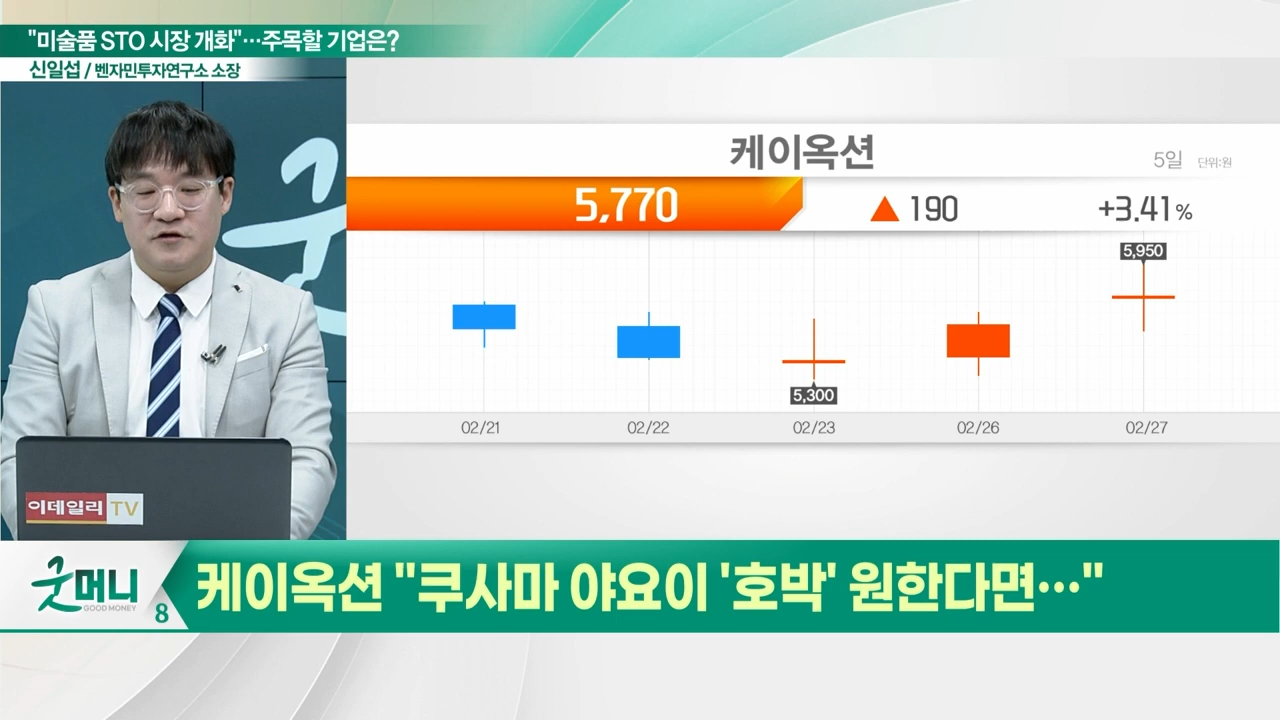 "미술품 STO 시장 개화"…주목할 기업은?
신일섭 / 벤자민투자연구소 소장
케이옥션
5일 단위:원
5,770 ▲ 190 +3.41%
5,950
5,300
02/21 02/22 02/23 02/26 02/27
이데일리 TV
굿머니
GOOD MONEY
8
케이옥션 "쿠사마 야요이 '호박' 원한다면…"